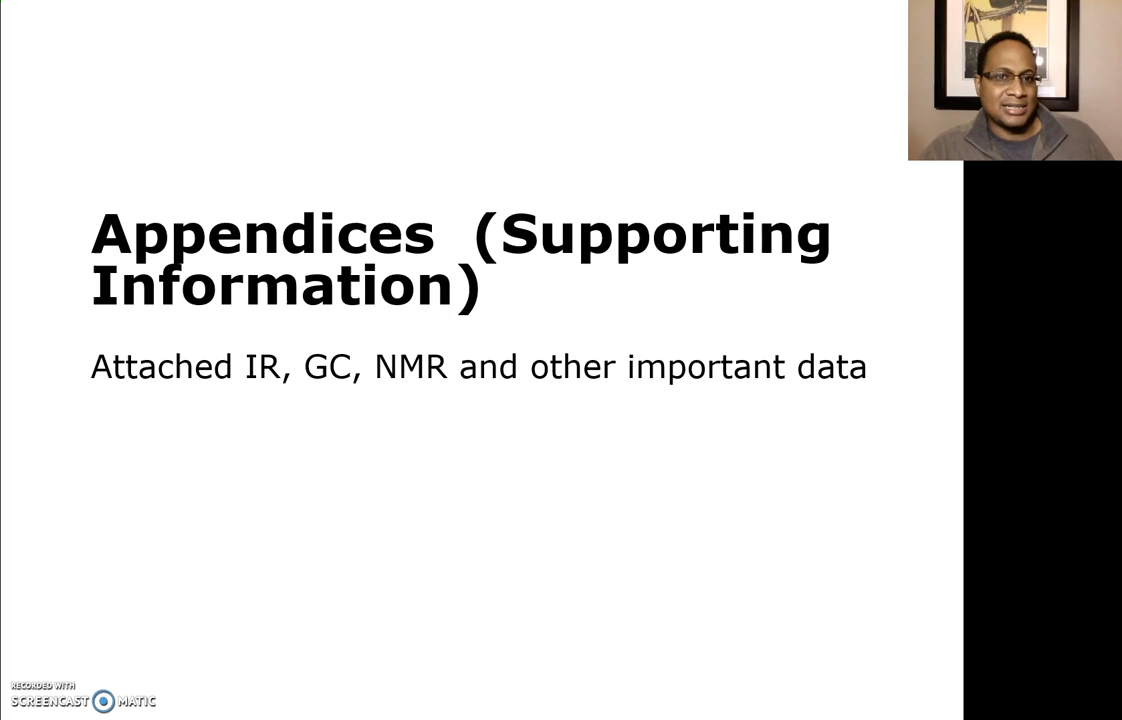 Appendices (Supporting
Information)
Attached IR, GC, NMR and other important data
RECORDED WITH
SCREENCAST MATIC